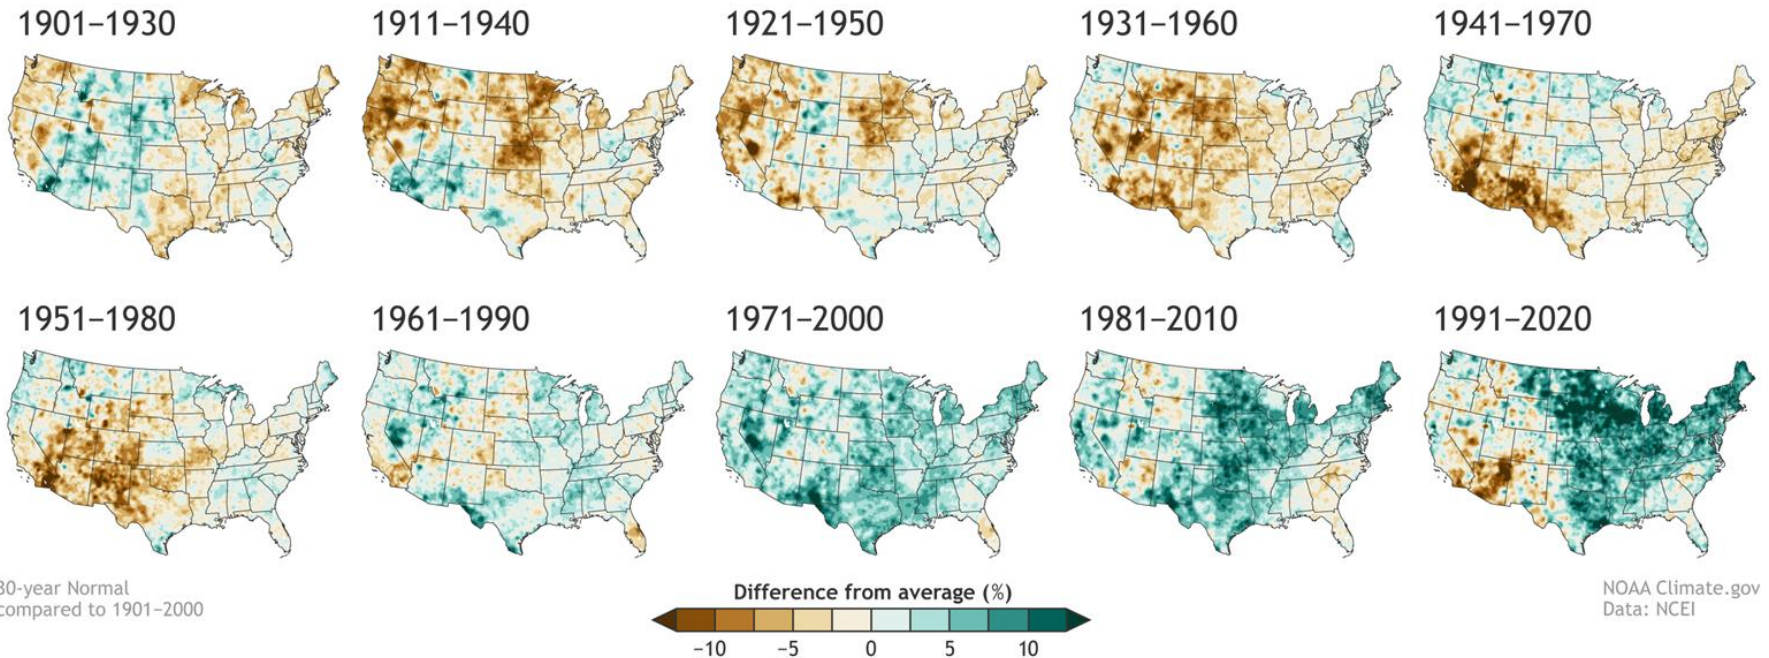 1901–1930
1911–1940
1921–1950
1931–1960
1941–1970
1951–1980
1961–1990
1971–2000
1981–2010
1991–2020
30-year Normal
compared to 1901–2000
Difference from average (%)
−10 −5 0 5 10
NOAA Climate.gov
Data: NCEI